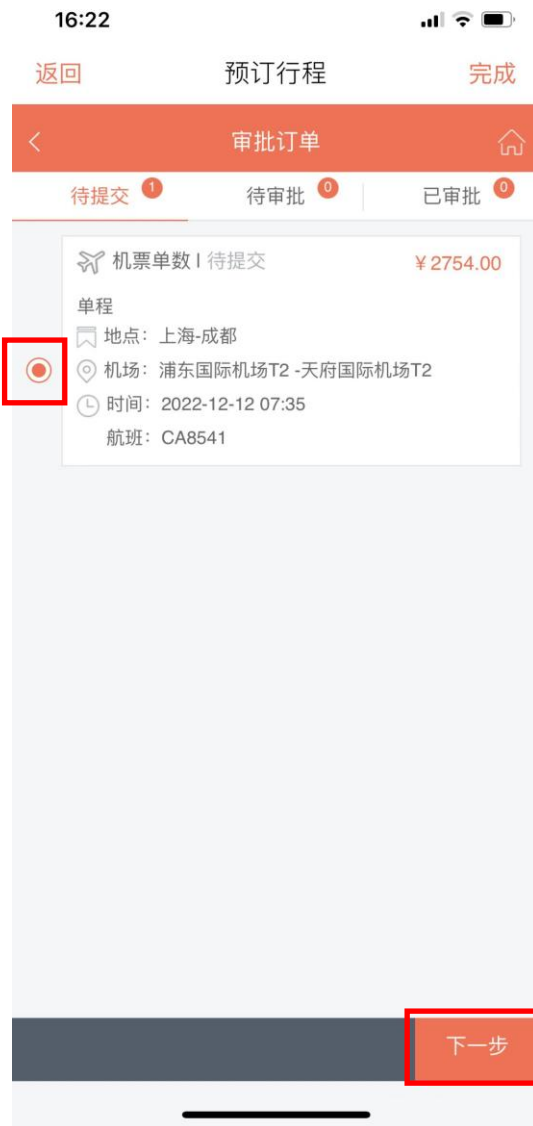 16:22
返回 预订行程 完成
审批订单
待提交 1 待审批 0 已审批 0
机票单数 | 待提交 ¥2754.00
单程
地点：上海-成都
机场：浦东国际机场T2 -天府国际机场T2
时间：2022-12-12 07:35
航班：CA8541
下一步